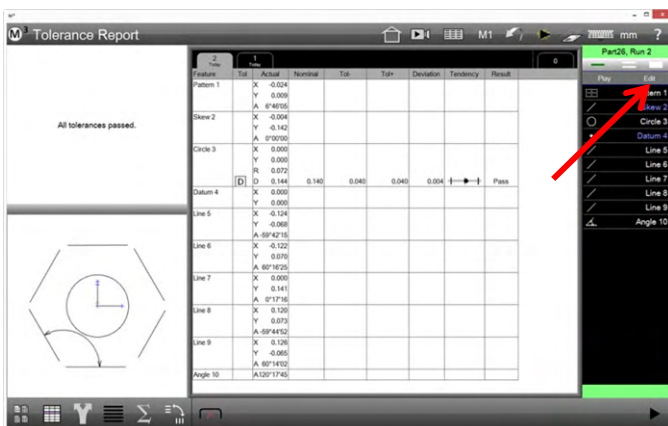 M³ Tolerance Report
M1
mm
?
Part26, Run 2
Play Edit
2
Today
1
Today
0
Feature Tol Actual Nominal Tol- Tol+ Deviation Tendency Result
Pattern 1 X -0.024
Y 0.009
A 6°46'05
Skew 2 X -0.004
Y -0.142
A 0°00'00
Circle 3 X 0.000
Y 0.000
R 0.072
D D 0.144 0.140 0.040 0.040 0.004 Pass
Datum 4 X 0.000
Y 0.000
Line 5 X -0.124
Y -0.068
A -59°42'15
Line 6 X -0.122
Y 0.070
A 60°16'25
Line 7 X 0.000
Y 0.141
A 0°17'16
Line 8 X 0.120
Y 0.073
A -59°44'52
Line 9 X 0.126
Y -0.065
A 60°14'02
Angle 10 A 120°17'45
All tolerances passed.
ern 1
Skew 2
Circle 3
Datum 4
Line 5
Line 6
Line 7
Line 8
Line 9
Angle 10